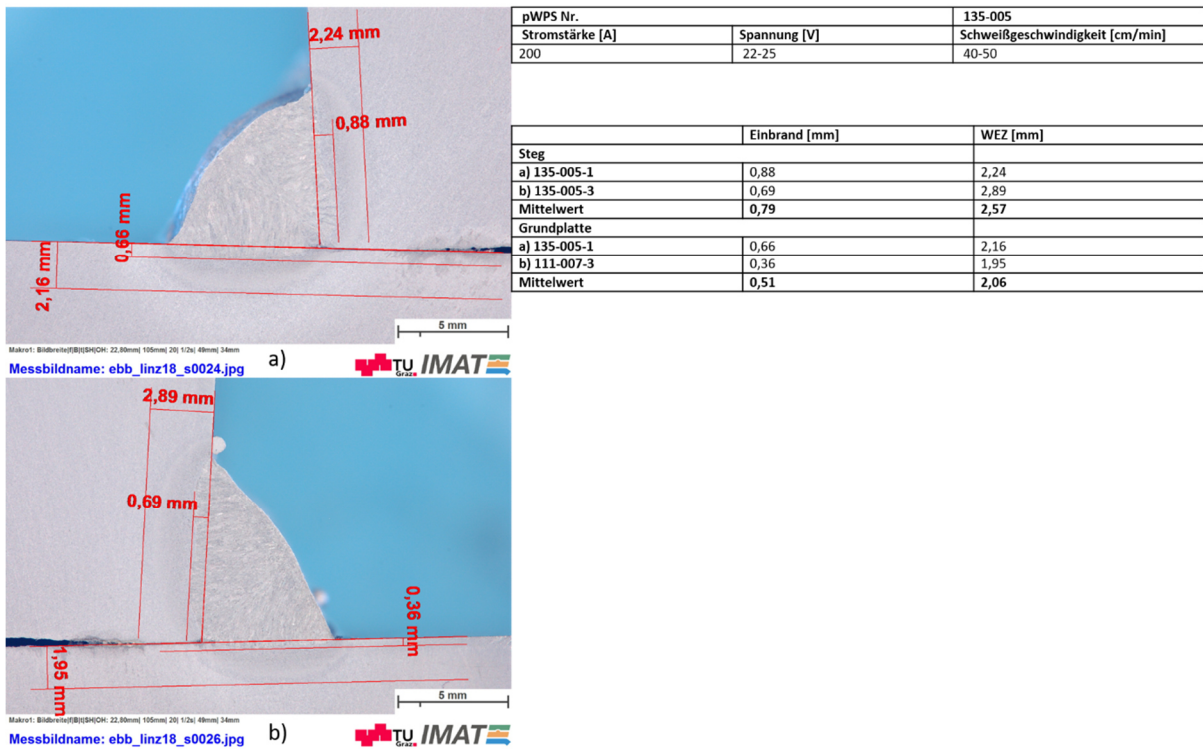 2,24 mm
0,88 mm
0,66 mm
2,16 mm
5 mm
Makro1: Bildbreite|f|B|t|SH|OH: 22,80mm| 105mm| 20| 1/2s| 49mm| 34mm
Messbildname: ebb_linz18_s0024.jpg
a)
TU Graz IMAT
2,89 mm
0,69 mm
0,36 mm
1,95 mm
5 mm
Makro1: Bildbreite|f|B|t|SH|OH: 22,80mm| 105mm| 20| 1/2s| 49mm| 34mm
Messbildname: ebb_linz18_s0026.jpg
b)
TU Graz IMAT
pWPS Nr. 135-005
Stromstärke [A] Spannung [V] Schweißgeschwindigkeit [cm/min]
200 22-25 40-50
Einbrand [mm] WEZ [mm]
Steg
a) 135-005-1 0,88 2,24
b) 135-005-3 0,69 2,89
Mittelwert 0,79 2,57
Grundplatte
a) 135-005-1 0,66 2,16
b) 111-007-3 0,36 1,95
Mittelwert 0,51 2,06